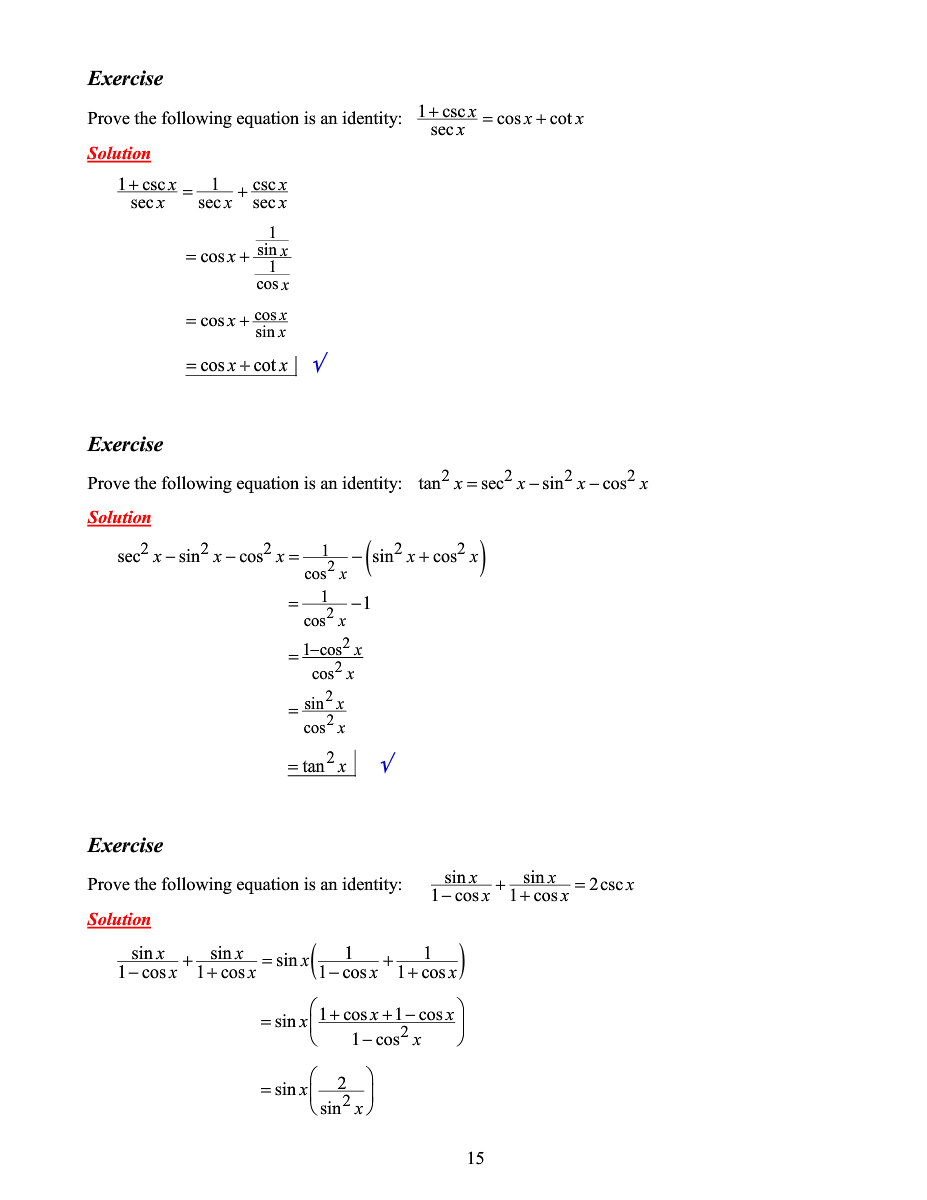 Exercise
Prove the following equation is an identity: \frac{1+\csc x}{\sec x} = \cos x + \cot x
Solution
\frac{1+\csc x}{\sec x} = \frac{1}{\sec x} + \frac{\csc x}{\sec x}
= \cos x + \frac{\frac{1}{\sin x}}{\frac{1}{\cos x}}
= \cos x + \frac{\cos x}{\sin x}
= \cos x + \cot x | √
Exercise
Prove the following equation is an identity: \tan^2 x = \sec^2 x - \sin^2 x - \cos^2 x
Solution
\sec^2 x - \sin^2 x - \cos^2 x = \frac{1}{\cos^2 x} - \left(\sin^2 x + \cos^2 x\right)
= \frac{1}{\cos^2 x} - 1
= \frac{1-\cos^2 x}{\cos^2 x}
= \frac{\sin^2 x}{\cos^2 x}
= \tan^2 x | √
Exercise
Prove the following equation is an identity: \frac{\sin x}{1-\cos x} + \frac{\sin x}{1+\cos x} = 2\csc x
Solution
\frac{\sin x}{1-\cos x} + \frac{\sin x}{1+\cos x} = \sin x \left(\frac{1}{1-\cos x} + \frac{1}{1+\cos x}\right)
= \sin x \left(\frac{1+\cos x+1-\cos x}{1-\cos^2 x}\right)
= \sin x \left(\frac{2}{\sin^2 x}\right)
15